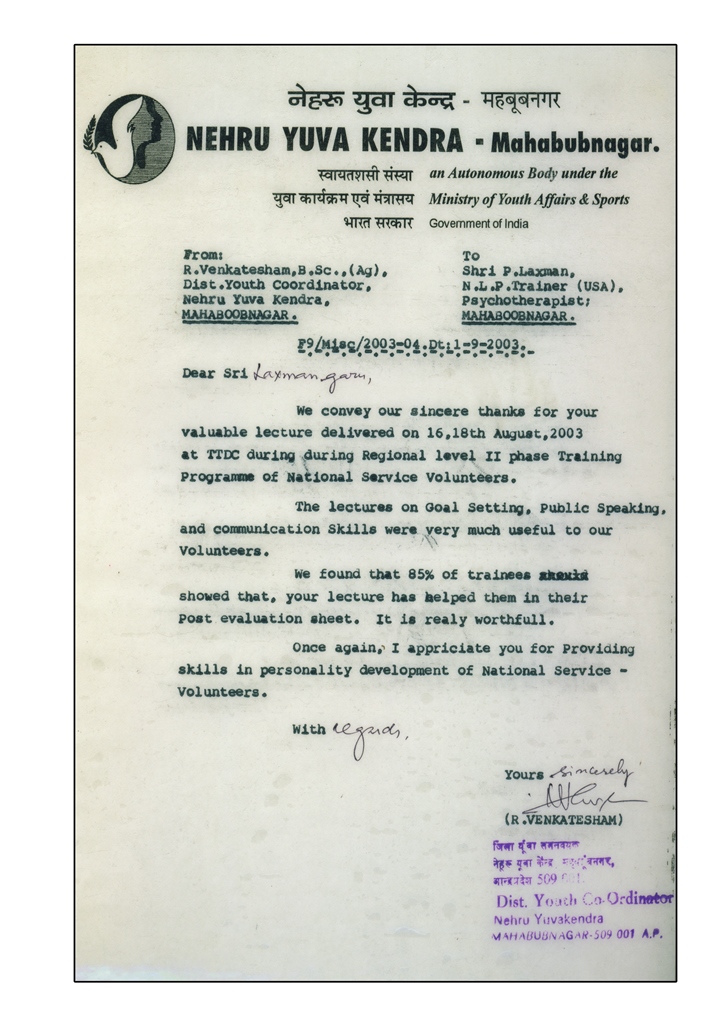 नेहरू युवा केन्द्र - महबूबनगर
NEHRU YUVA KENDRA - Mahabubnagar.
स्वायतशसी संस्था an Autonomous Body under the
युवा कार्यक्रम एवं मंत्रासय Ministry of Youth Affairs & Sports
भारत सरकार Government of India
From:
R.Venkatesham,B.Sc.,(Ag),
Dist.Youth Coordinator,
Nehru Yuva Kendra,
MAHABOOBNAGAR.
To
Shri P.Laxman,
N.L.P.Trainer (USA),
Psychotherapist;
MAHABOOBNAGAR.
F9/Misc/2003-04.Dt:1-9-2003.
Dear Sri Laxman garu,
We convey our sincere thanks for your
valuable lecture delivered on 16,18th August,2003
at TTDC during during Regional level II phase Training
Programme of National Service Volunteers.
The lectures on Goal Setting, Public Speaking,
and communication Skills were very much useful to our
Volunteers.
We found that 85% of trainees should
showed that, your lecture has helped them in their
Post evaluation sheet. It is realy worthfull.
Once again, I appriciate you for Providing
skills in personality development of National Service -
Volunteers.
With regards,
Yours sincerely
(R.VENKATESHAM)
जिला यूंवा समनवयक
नेहरू युवा केंन्द्र
509
Dist. Youth Co-Ordinator
Nehru Yuvakendra
MAHABUBNAGAR-509 001 A.P.